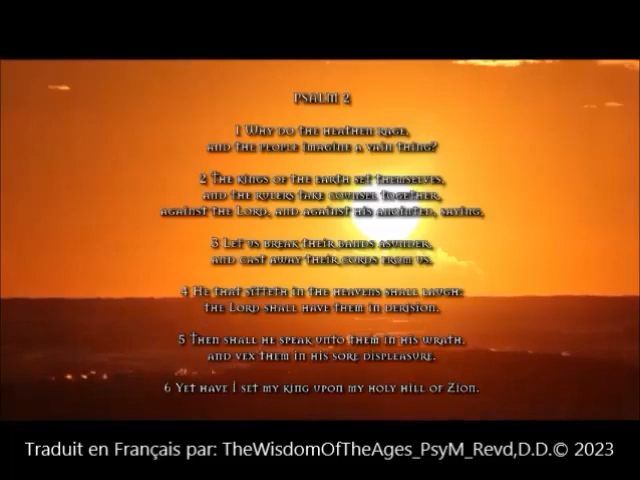 PSALM 2
1 Why do the heathen rage,
and the people imagine a vain thing?
2 The kings of the earth set themselves,
and the rulers take counsel together,
against the Lord, and against his anointed, saying,
3 Let us break their bands asunder,
and cast away their cords from us.
4 He that sitteth in the heavens shall laugh:
the Lord shall have them in derision.
5 Then shall he speak unto them in his wrath,
and vex them in his sore displeasure.
6 Yet have I set my king upon my holy hill of Zion.
Traduit en Français par: TheWisdomOfTheAges_PsyM_Revd,D.D.© 2023